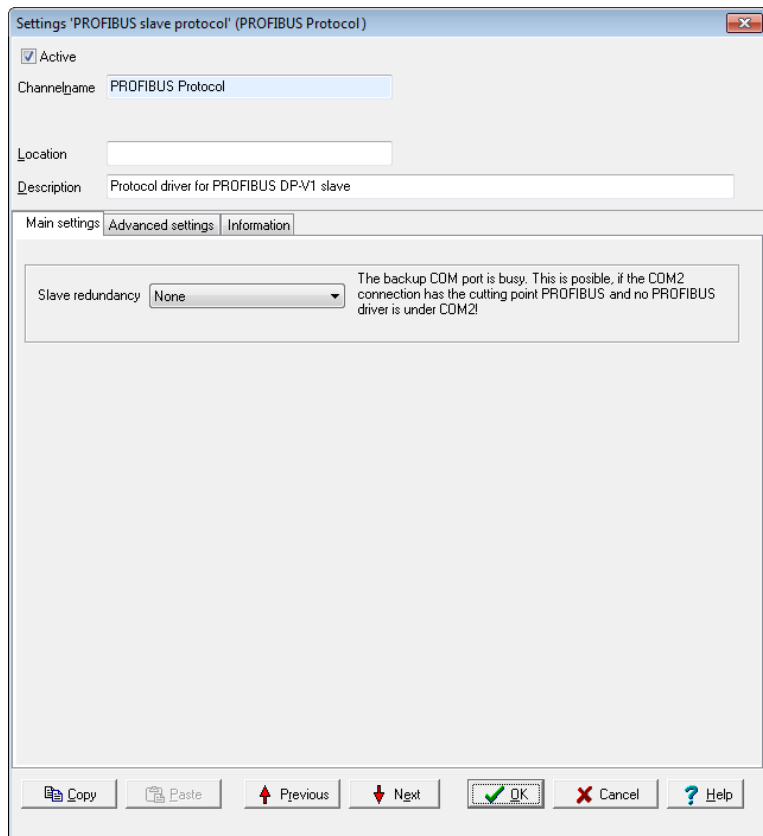 Settings 'PROFIBUS slave protocol' (PROFIBUS Protocol)
Active
Channelname PROFIBUS Protocol
Location
Description Protocol driver for PROFIBUS DP-V1 slave
Main settings Advanced settings Information
Slave redundancy None
The backup COM port is busy. This is posible, if the COM2
connection has the cutting point PROFIBUS and no PROFIBUS
driver is under COM2!
Copy Paste Previous Next OK Cancel Help